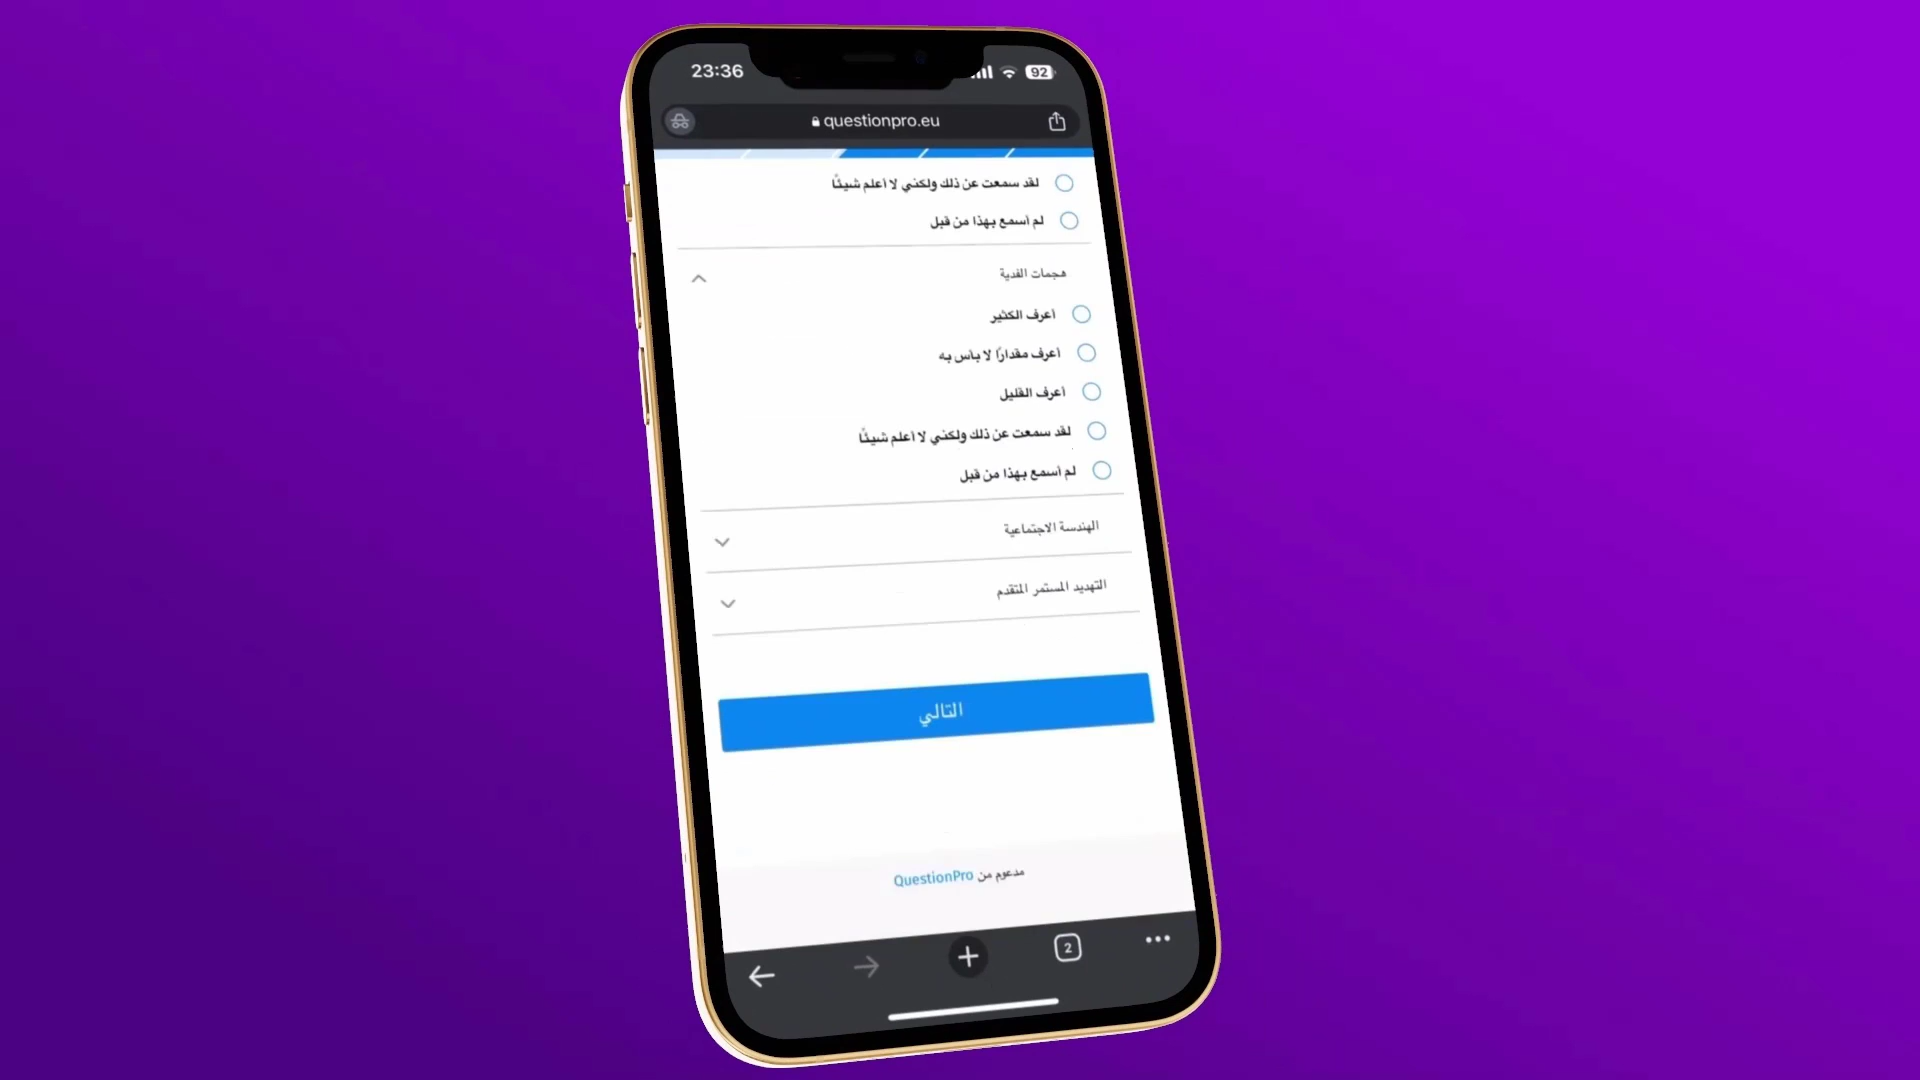 23:36
92
questionpro.eu
لقد سمعت عن ذلك ولكني لا أعلم شيئًا
لم أسمع بهذا من قبل
هجمات الفدية
أعرف الكثير
أعرف مقدارًا لا بأس به
أعرف القليل
لقد سمعت عن ذلك ولكني لا أعلم شيئًا
لم أسمع بهذا من قبل
الهندسة الاجتماعية
التهديد المستمر المتقدم
التالي
مدعوم من QuestionPro
2